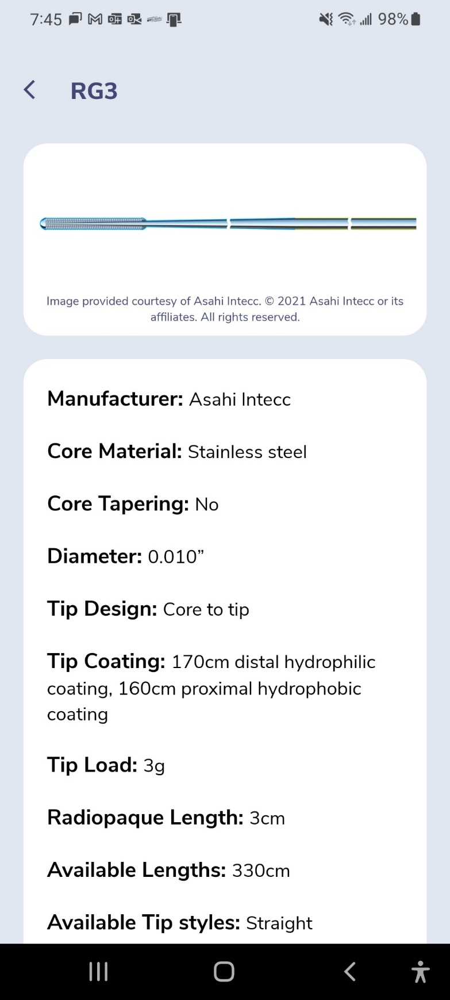 7:45 98%
RG3
Image provided courtesy of Asahi Intecc. © 2021 Asahi Intecc or its
affiliates. All rights reserved.
Manufacturer: Asahi Intecc
Core Material: Stainless steel
Core Tapering: No
Diameter: 0.010”
Tip Design: Core to tip
Tip Coating: 170cm distal hydrophilic
coating, 160cm proximal hydrophobic
coating
Tip Load: 3g
Radiopaque Length: 3cm
Available Lengths: 330cm
Available Tip styles: Straight